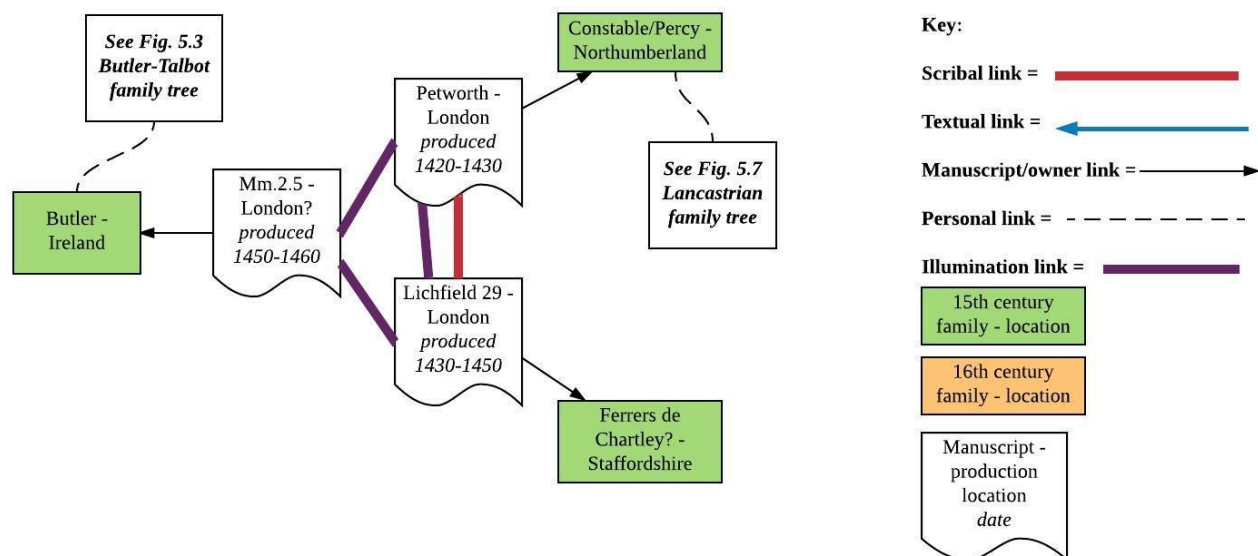 See Fig. 5.3
Butler-Talbot
family tree
Butler -
Ireland
Mm.2.5 -
London?
produced
1450-1460
Petworth -
London
produced
1420-1430
Lichfield 29 -
London
produced
1430-1450
Constable/Percy -
Northumberland
See Fig. 5.7
Lancastrian
family tree
Ferrers de
Chartley? -
Staffordshire
Key:
Scribal link =
Textual link =
Manuscript/owner link =
Personal link =
Illumination link =
15th century
family - location
16th century
family - location
Manuscript -
production
location
date